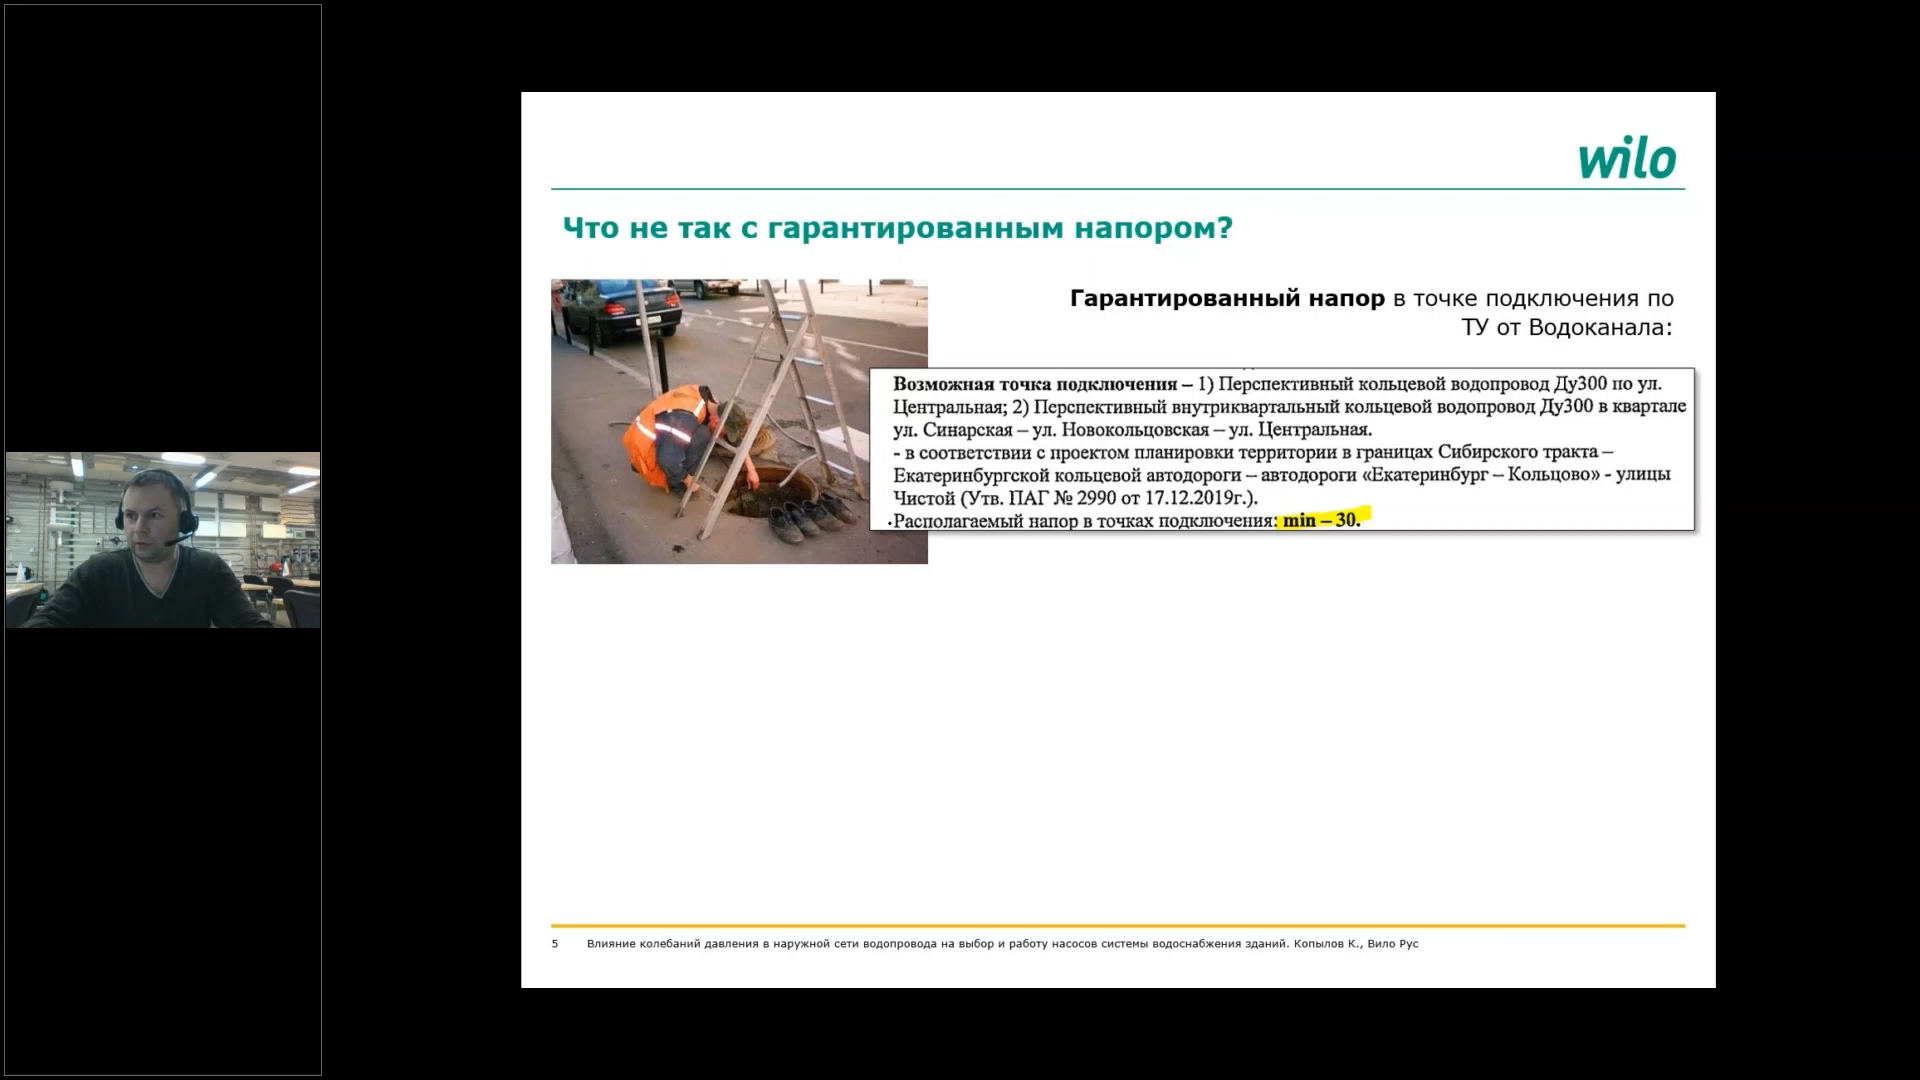 wilo
Что не так с гарантированным напором?
Гарантированный напор в точке подключения по
ТУ от Водоканала:
Возможная точка подключения – 1) Перспективный кольцевой водопровод Ду300 по ул.
Центральная; 2) Перспективный внутриквартальный кольцевой водопровод Ду300 в квартале
ул. Синарская – ул. Новокольцовская – ул. Центральная.
- в соответствии с проектом планировки территории в границах Сибирского тракта –
Екатеринбургской кольцевой автодороги – автодороги «Екатеринбург – Кольцово» - улицы
Чистой (Утв. ПАГ № 2990 от 17.12.2019г.).
Располагаемый напор в точках подключения: min – 30.
5 Влияние колебаний давления в наружной сети водопровода на выбор и работу насосов системы водоснабжения зданий. Копылов К., Вило Рус